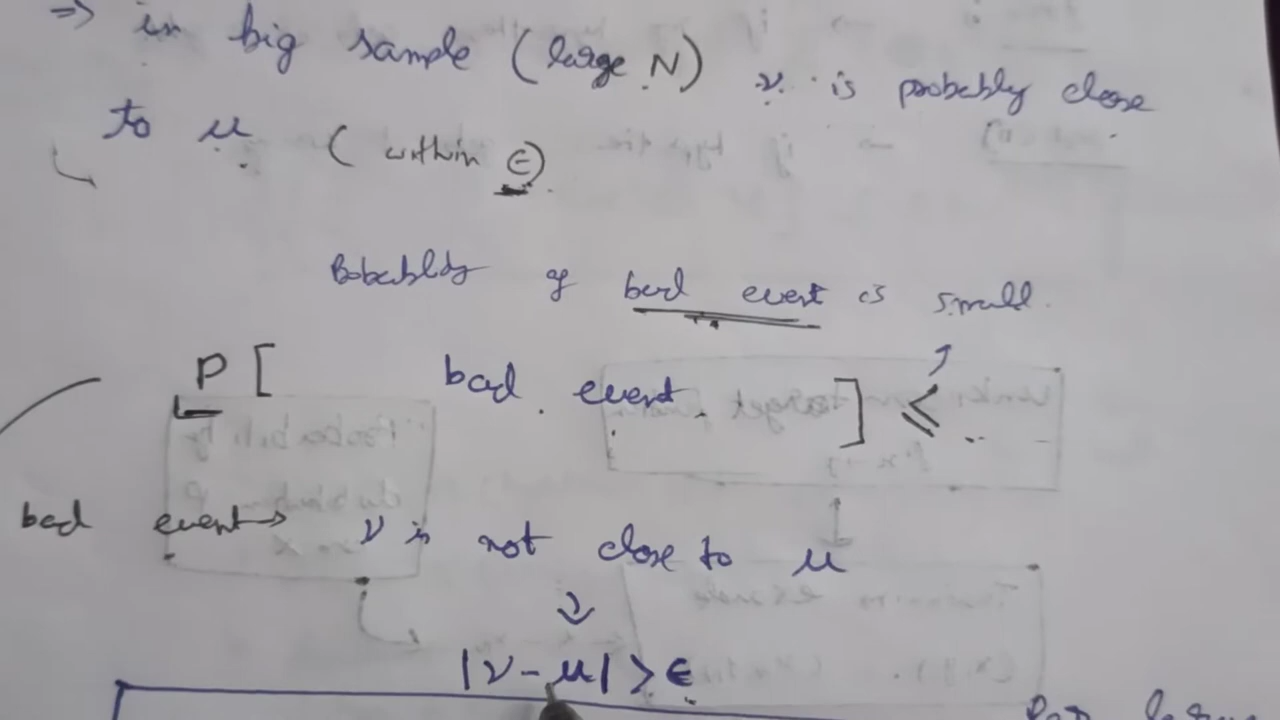 ⇒ in big sample (large N) ν is probably close
to μ (within ∈)
Probability of bad event is small.
P [ bad event. ] ≤
bad event → ν is not close to μ
|ν - μ| > ∈